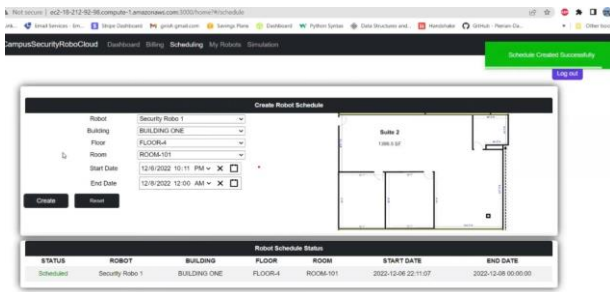 Not secure | ec2-18-212-92-98.compute-1.amazonaws.com:3000/home?#/schedule
Email Services Stripe Dashboard girish gmail.com Savings Plans Dashboard Python Syntax Data Structures and... Handshake GitHub
CampusSecurityRoboCloud Dashboard Billing Scheduling My Robots Simulation
Schedule Created Successfully
Log out
Create Robot Schedule
Robot Security Robo 1
Building BUILDING ONE
Floor FLOOR-4
Room ROOM-101
Start Date 12/6/2022 10:11 PM
End Date 12/8/2022 12:00 AM
Create Reset
Suite 2
Robot Schedule Status
STATUS ROBOT BUILDING FLOOR ROOM START DATE END DATE
Scheduled Security Robo 1 BUILDING ONE FLOOR-4 ROOM-101 2022-12-06 22:11:07 2022-12-08 00:00:00